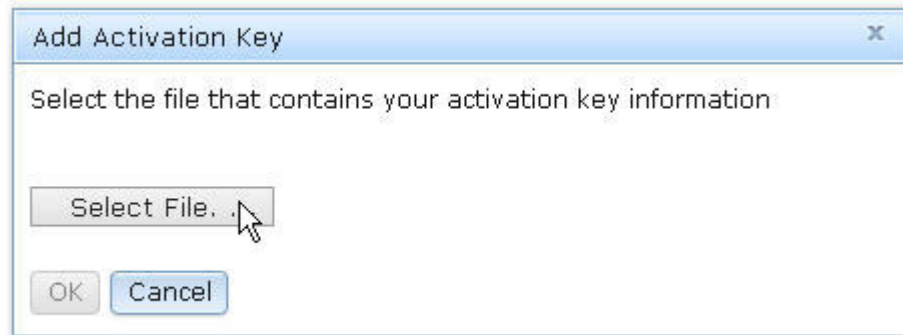 Add Activation Key x
Select the file that contains your activation key information
Select File. ..
OK Cancel